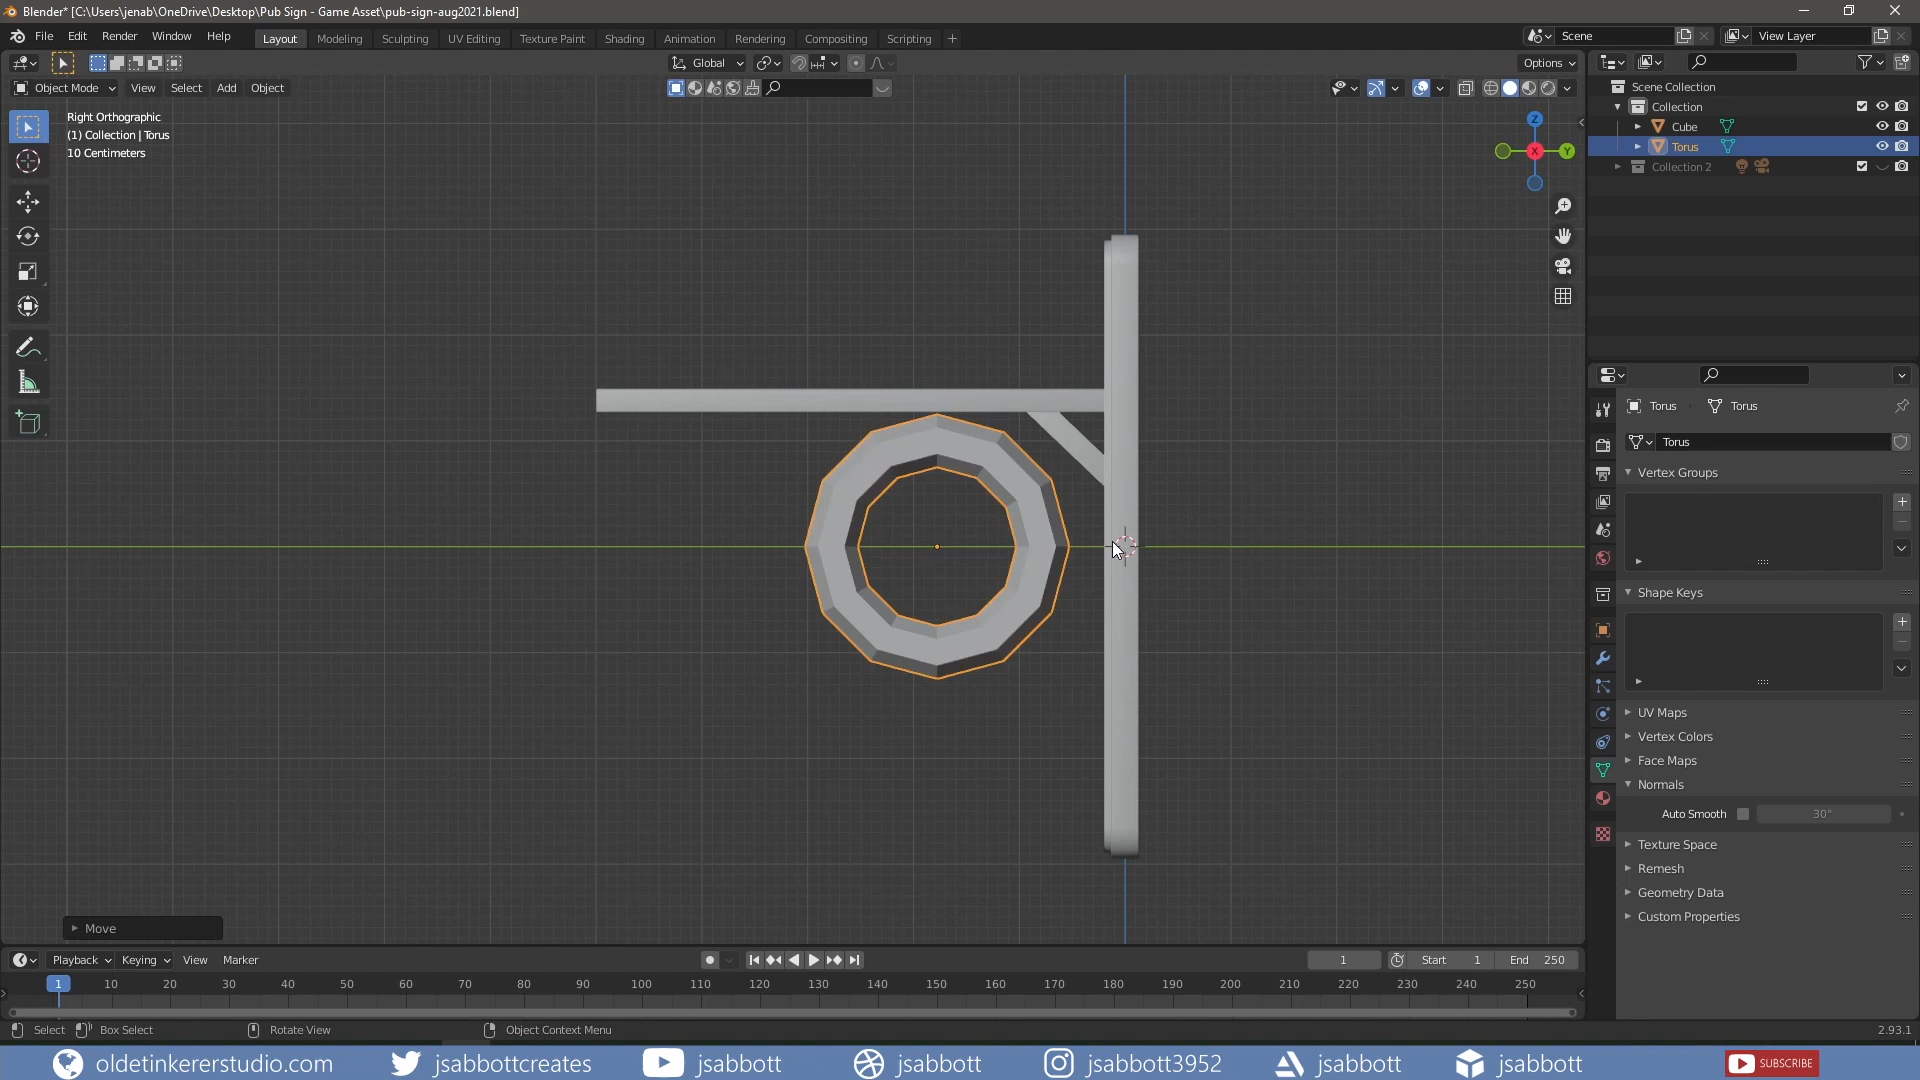 Blender* [C:\Users\jenab\OneDrive\Desktop\Pub Sign - Game Asset\pub-sign-aug2021.blend]
File Edit Render Window Help Layout Modeling Sculpting UV Editing Texture Paint Shading Animation Rendering Compositing Scripting + Scene View Layer
Global Options
Object Mode View Select Add Object
Right Orthographic
(1) Collection | Torus
10 Centimeters
Z
X
Y
Scene Collection
Collection
Cube
Torus
Collection 2
Torus Torus
Torus
Vertex Groups
Shape Keys
UV Maps
Vertex Colors
Face Maps
Normals
Auto Smooth 30°
Texture Space
Remesh
Geometry Data
Custom Properties
Move
Playback Keying View Marker 1 Start 1 End 250
1 10 20 30 40 50 60 70 80 90 100 110 120 130 140 150 160 170 180 190 200 210 220 230 240 250
Select Box Select Rotate View Object Context Menu 2.93.1
oldetinkererstudio.com jsabbottcreates jsabbott jsabbott jsabbott3952 jsabbott jsabbott SUBSCRIBE